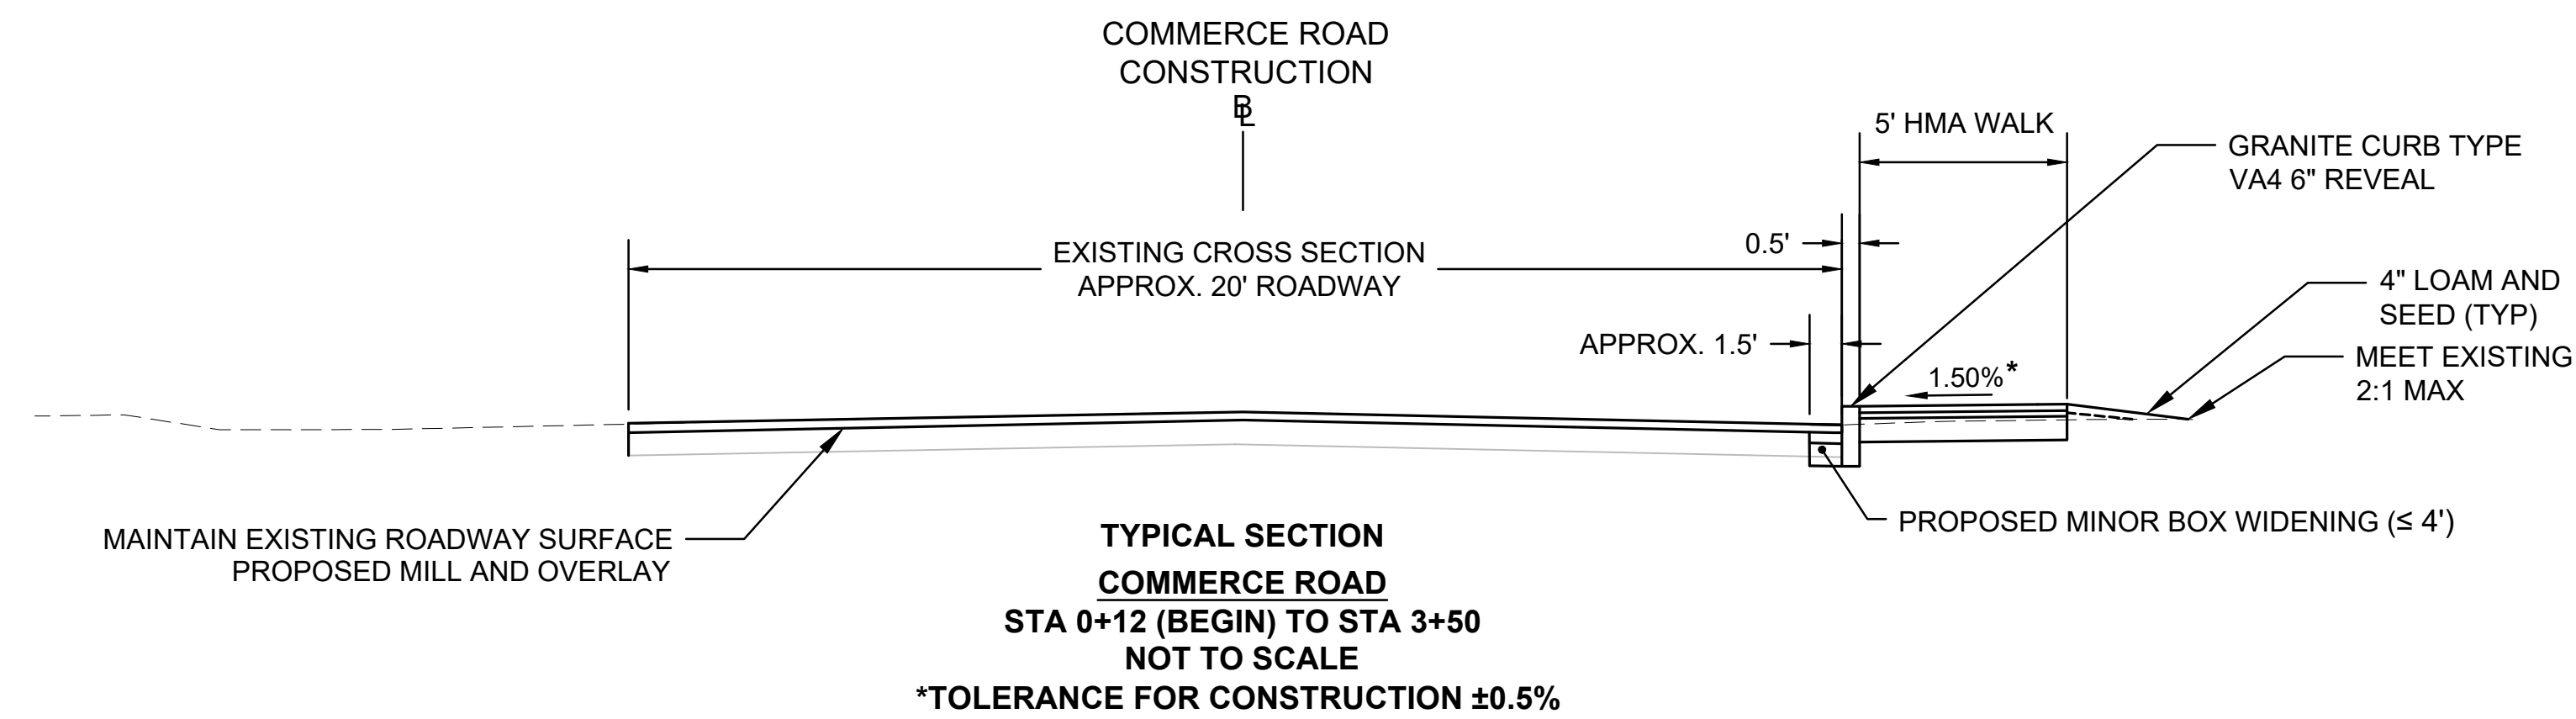 COMMERCE ROAD
CONSTRUCTION
BL
5' HMA WALK
GRANITE CURB TYPE
VA4 6" REVEAL
0.5'
EXISTING CROSS SECTION
APPROX. 20' ROADWAY
4" LOAM AND
SEED (TYP)
APPROX. 1.5'
MEET EXISTING
2:1 MAX
1.50%*
MAINTAIN EXISTING ROADWAY SURFACE
PROPOSED MILL AND OVERLAY
PROPOSED MINOR BOX WIDENING (≤ 4')
TYPICAL SECTION
COMMERCE ROAD
STA 0+12 (BEGIN) TO STA 3+50
NOT TO SCALE
*TOLERANCE FOR CONSTRUCTION ±0.5%